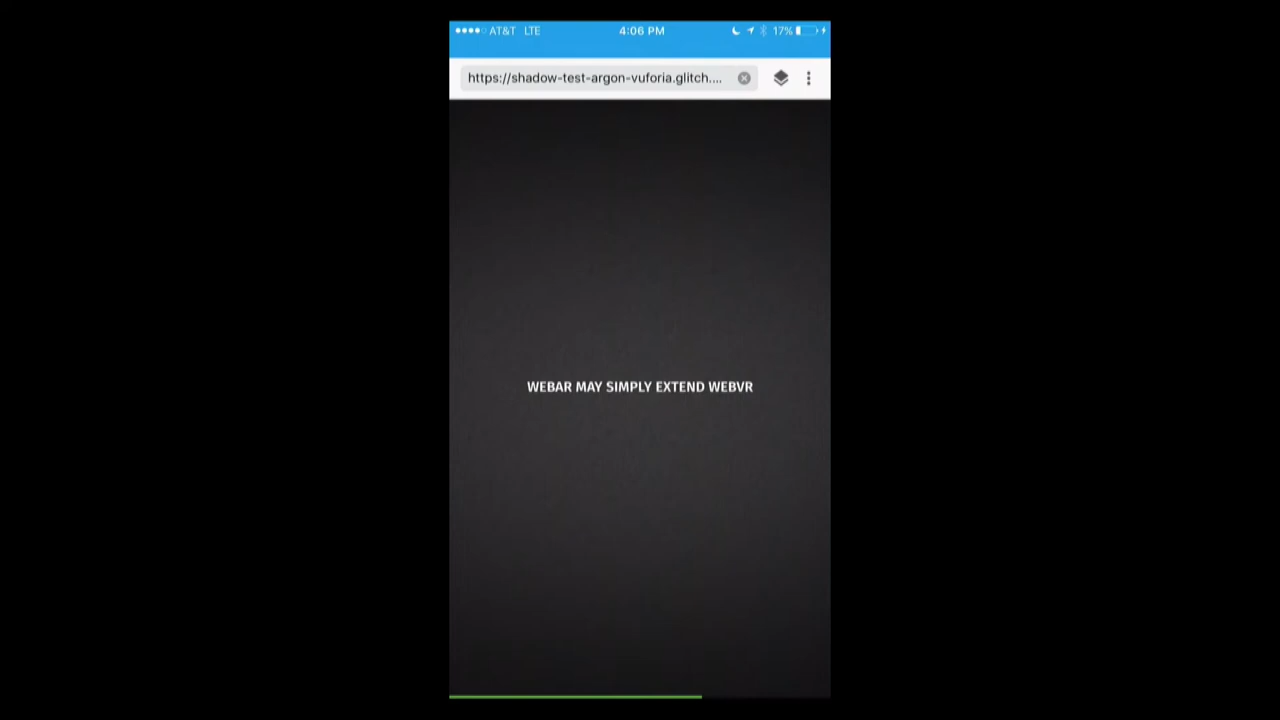 AT&T LTE 4:06 PM 17%
https://shadow-test-argon-vuforia.glitch....
WEBAR MAY SIMPLY EXTEND WEBVR